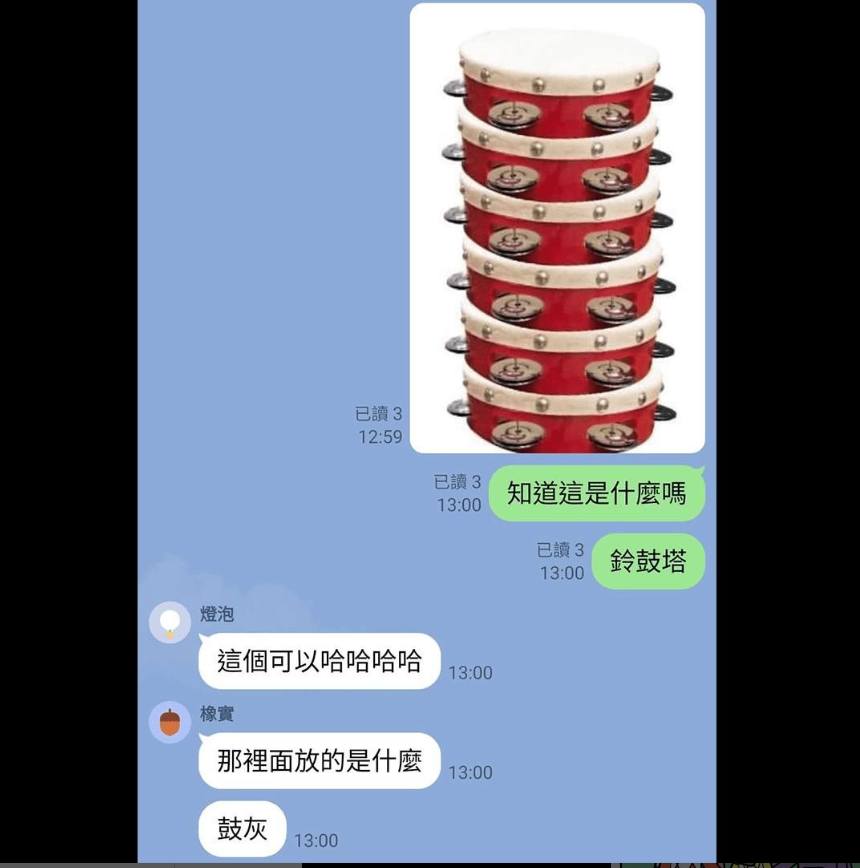 已讀 3
12:59
已讀 3
13:00
知道這是什麼嗎
已讀 3
13:00
鈴鼓塔
燈泡
這個可以哈哈哈哈
13:00
橡實
那裡面放的是什麼
13:00
鼓灰
13:00